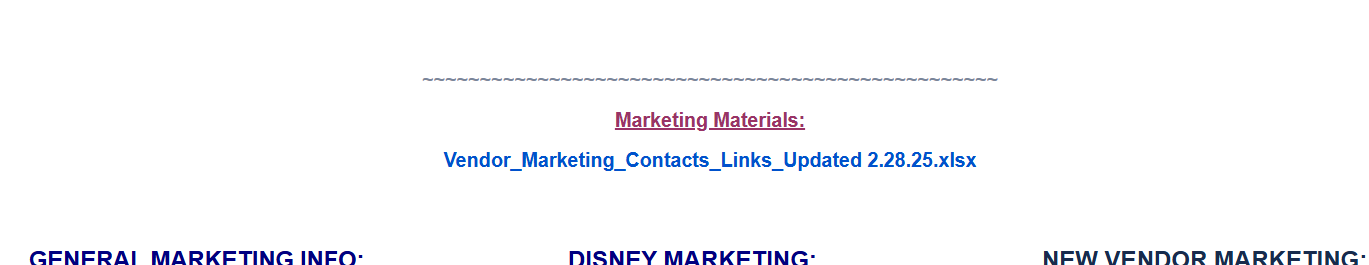 ~~~~~~~~~~~~~~~~~~~~~~~~~~~~~~~~~~~~~~~~~~~~~~~~
Marketing Materials:
Vendor_Marketing_Contacts_Links_Updated 2.28.25.xlsx
GENERAL MARKETING INFO: DISNEY MARKETING: NEW VENDOR MARKETING: